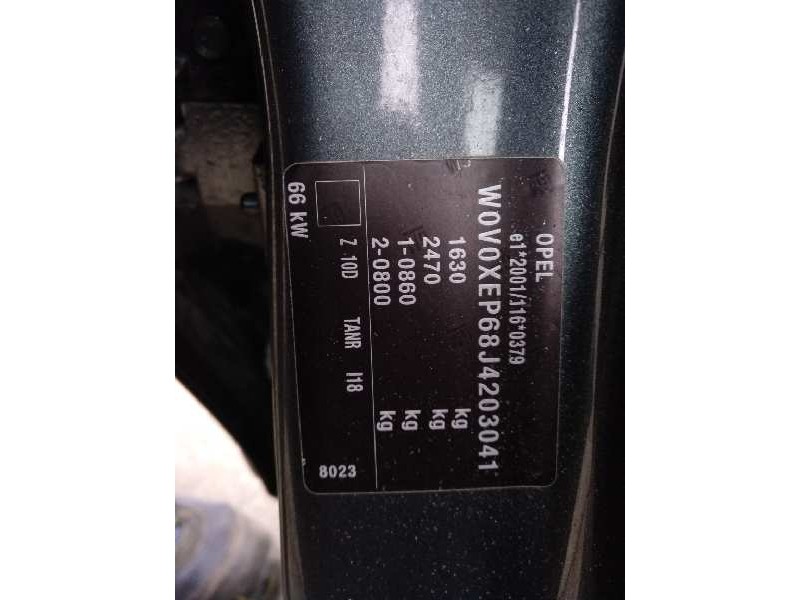 OPEL
e1*2001/116*0379
W0V0XEP68J4203041
1630 kg
2470 kg
1-0860 kg
2-0800 kg
Z 10D TANR I18
66 kW
8023